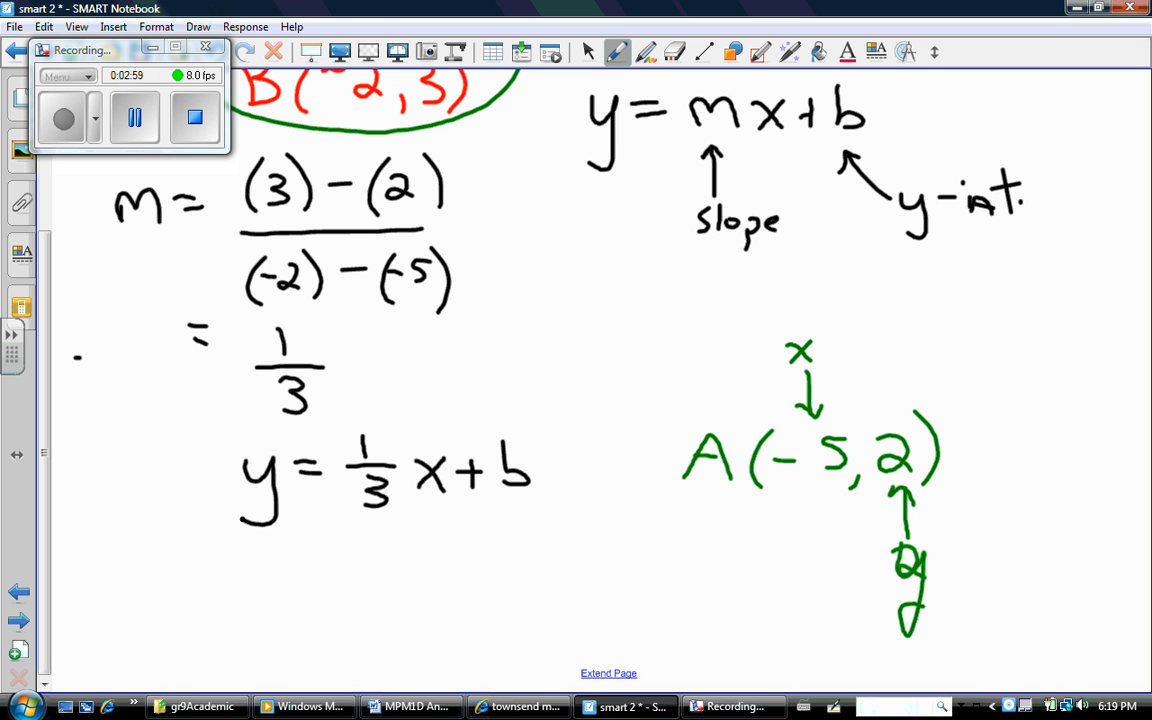 smart 2 * - SMART Notebook
File Edit View Insert Format Draw Response Help
Recording...
Menu 0:02:59 8.0 fps
B(-2,3)
y = mx+b
slope
y-int.
m = (3) - (2)
(-2) - (-5)
= 1
3
x
A(-5,2)
y
y = 1/3 x + b
Extend Page
gr9Academic Windows M... MPM1D An... townsend m... smart 2 * - S... Recording... 6:19 PM